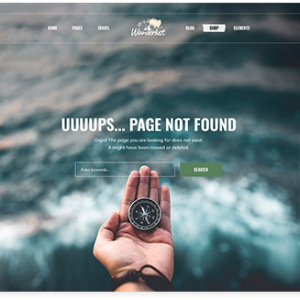 HOME PAGES TRAVEL Wanderlust BLOG SHOP ELEMENTS
UUUUPS... PAGE NOT FOUND
Oops! The page you are looking for does not exist.
It might have been moved or deleted.
Enter keywords... SEARCH